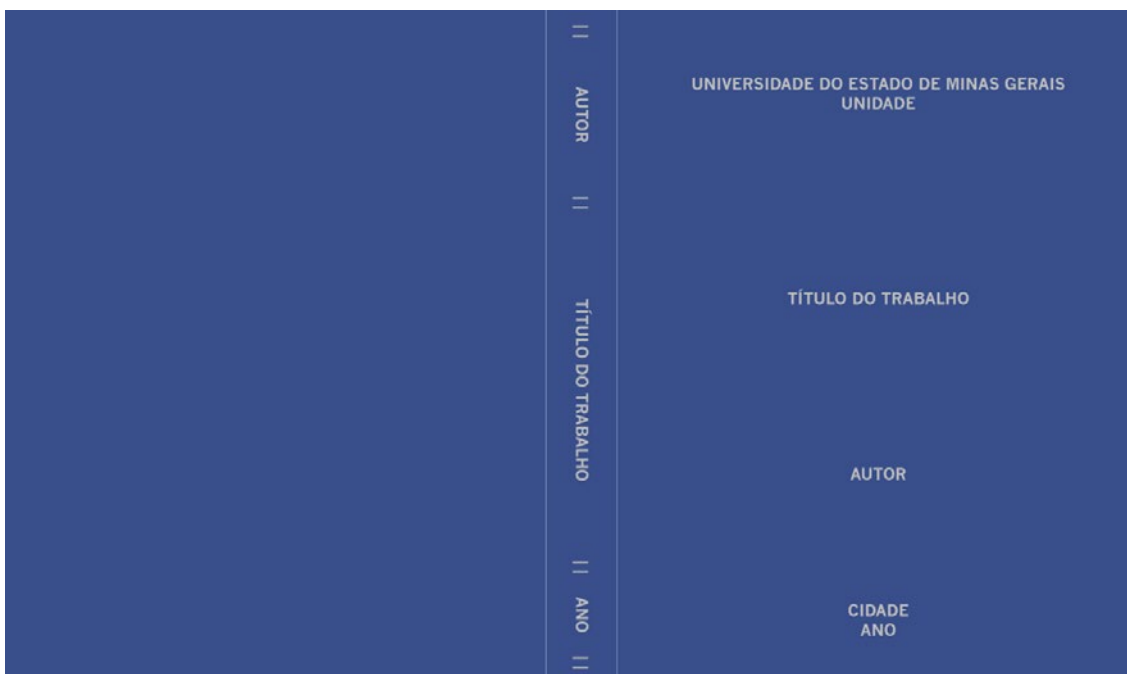 AUTOR
TÍTULO DO TRABALHO
ANO
UNIVERSIDADE DO ESTADO DE MINAS GERAIS
UNIDADE
TÍTULO DO TRABALHO
AUTOR
CIDADE
ANO